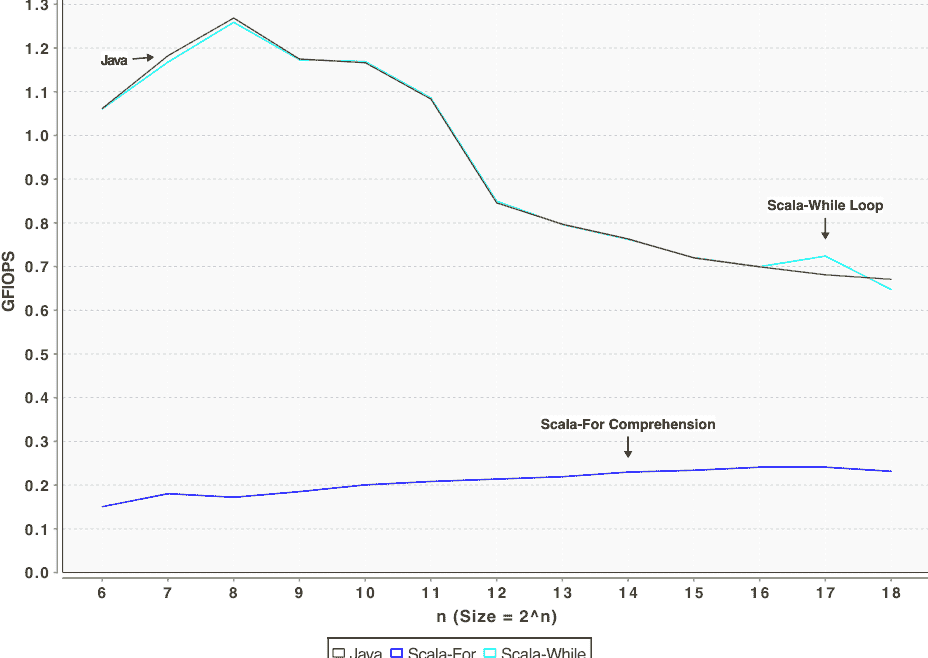 1.3
1.2
Java
1.1
1.0
0.9
Scala-While Loop
0.8
0.7
GFlOPS
0.6
0.5
0.4
Scala-For Comprehension
0.3
0.2
0.1
0.0
6 7 8 9 10 11 12 13 14 15 16 17 18
n (Size = 2^n)
Java Scala-For Scala-While